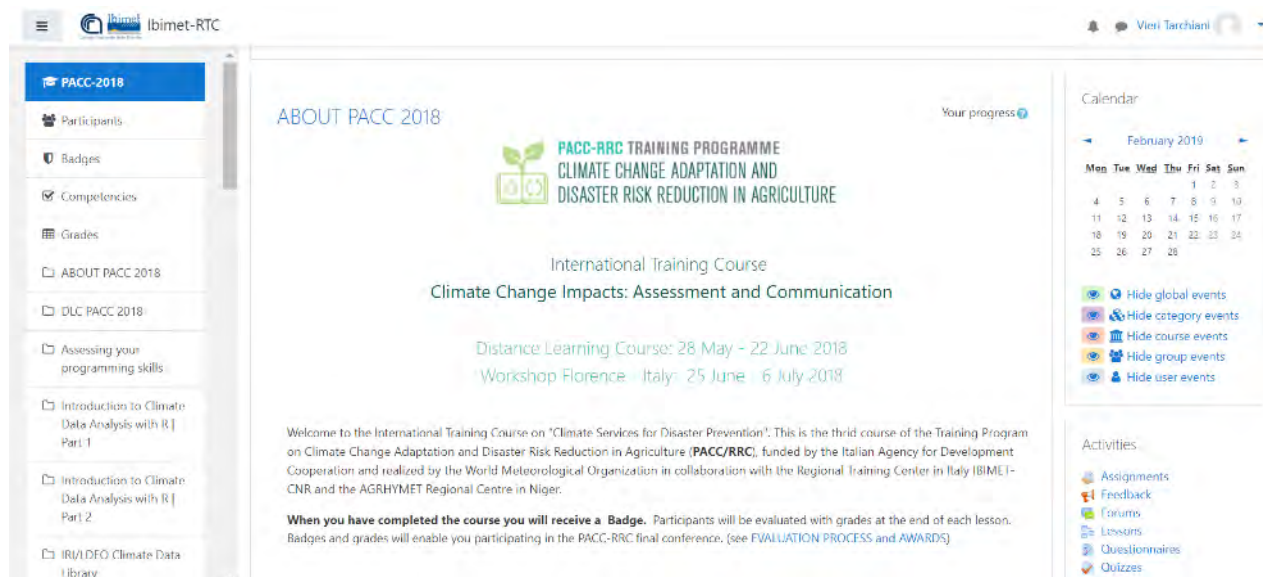 Ibimet-RTC
Vieri Tarchiani
PACC-2018
Participants
Badges
Competencies
Grades
ABOUT PACC 2018
DLC PACC 2018
Assessing your
programming skills
Introduction to Climate
Data Analysis with R |
Part 1
Introduction to Climate
Data Analysis with R |
Part 2
IRI/LDEO Climate Data
Library
ABOUT PACC 2018
Your progress
PACC-RRC TRAINING PROGRAMME
CLIMATE CHANGE ADAPTATION AND
DISASTER RISK REDUCTION IN AGRICULTURE
International Training Course
Climate Change Impacts: Assessment and Communication
Distance Learning Course: 28 May - 22 June 2018
Workshop Florence - Italy: 25 June - 6 July 2018
Welcome to the International Training Course on "Climate Services for Disaster Prevention". This is the thrid course of the Training Program
on Climate Change Adaptation and Disaster Risk Reduction in Agriculture (PACC/RRC), funded by the Italian Agency for Development
Cooperation and realized by the World Meteorological Organization in collaboration with the Regional Training Center in Italy IBIMET-
CNR and the AGRHYMET Regional Centre in Niger.
When you have completed the course you will receive a Badge. Participants will be evaluated with grades at the end of each lesson.
Badges and grades will enable you participating in the PACC-RRC final conference. (see EVALUATION PROCESS and AWARDS)
Calendar
February 2019
Mon Tue Wed Thu Fri Sat Sun
1 2 3
4 5 6 7 8 9 10
11 12 13 14 15 16 17
18 19 20 21 22 23 24
25 26 27 28
Hide global events
Hide category events
Hide course events
Hide group events
Hide user events
Activities
Assignments
Feedback
Forums
Lessons
Questionnaires
Quizzes